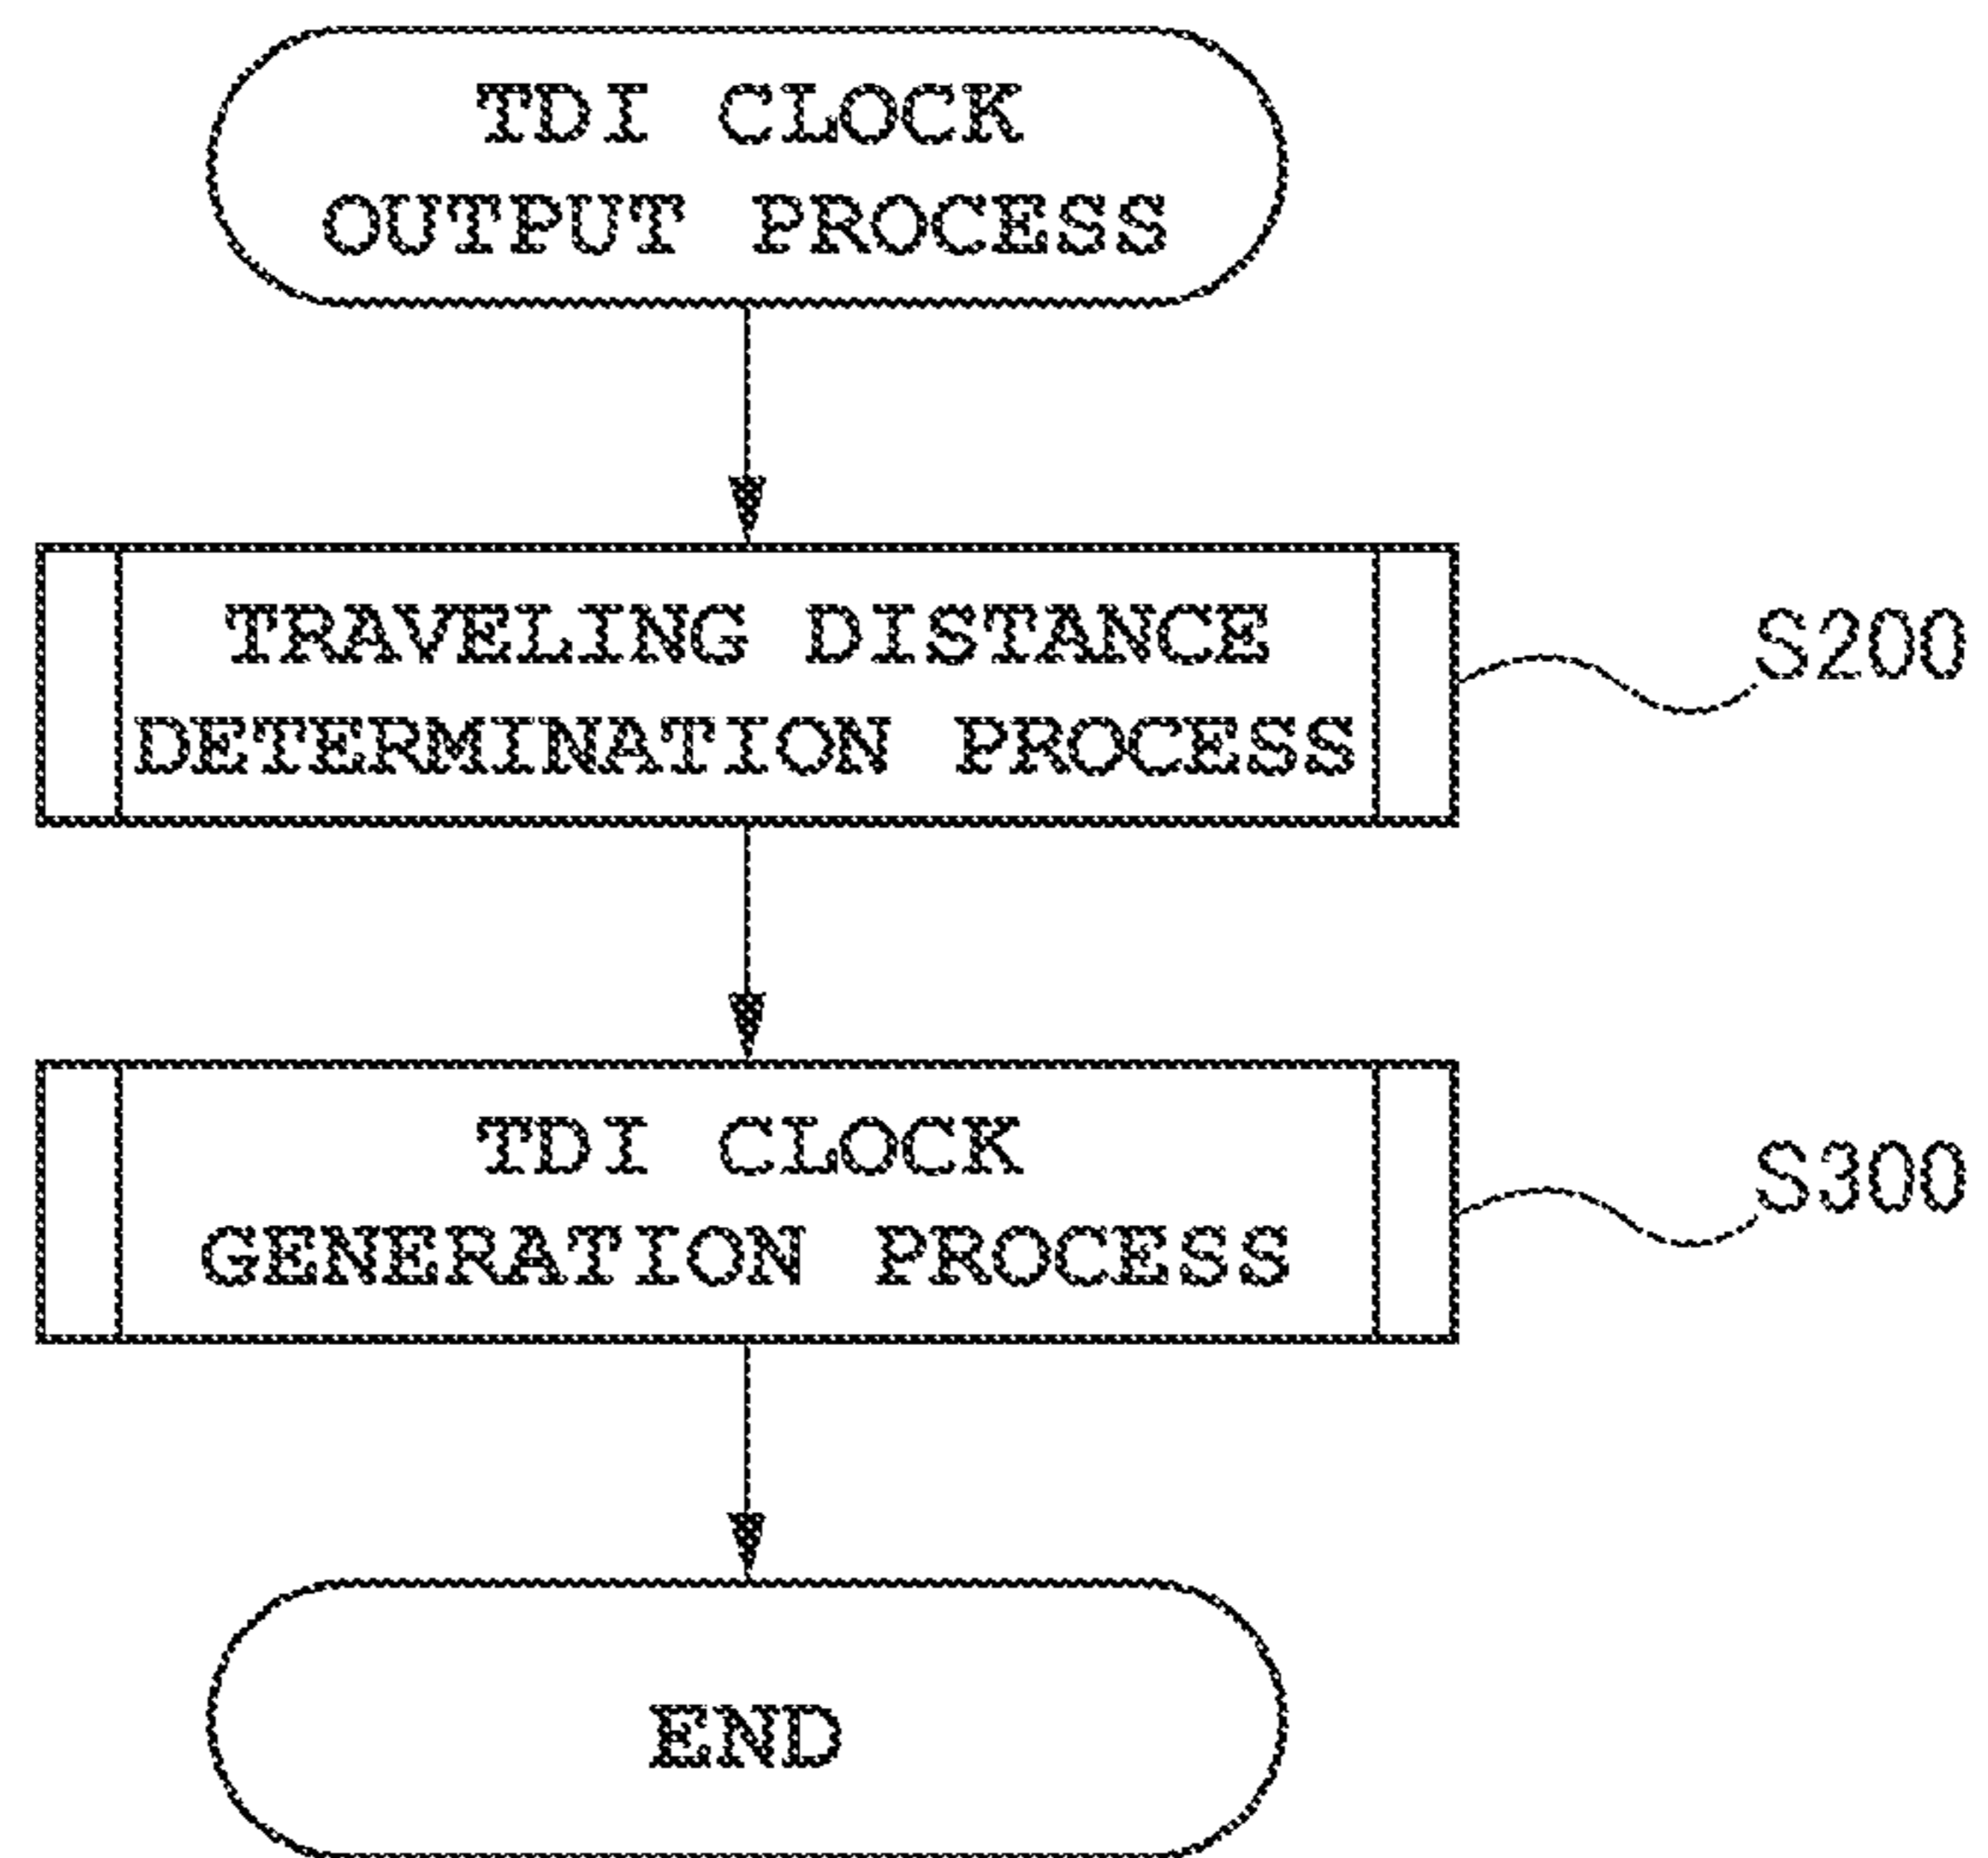 TDI CLOCK
OUTPUT PROCESS
TRAVELING DISTANCE
DETERMINATION PROCESS
S200
TDI CLOCK
GENERATION PROCESS
S300
END